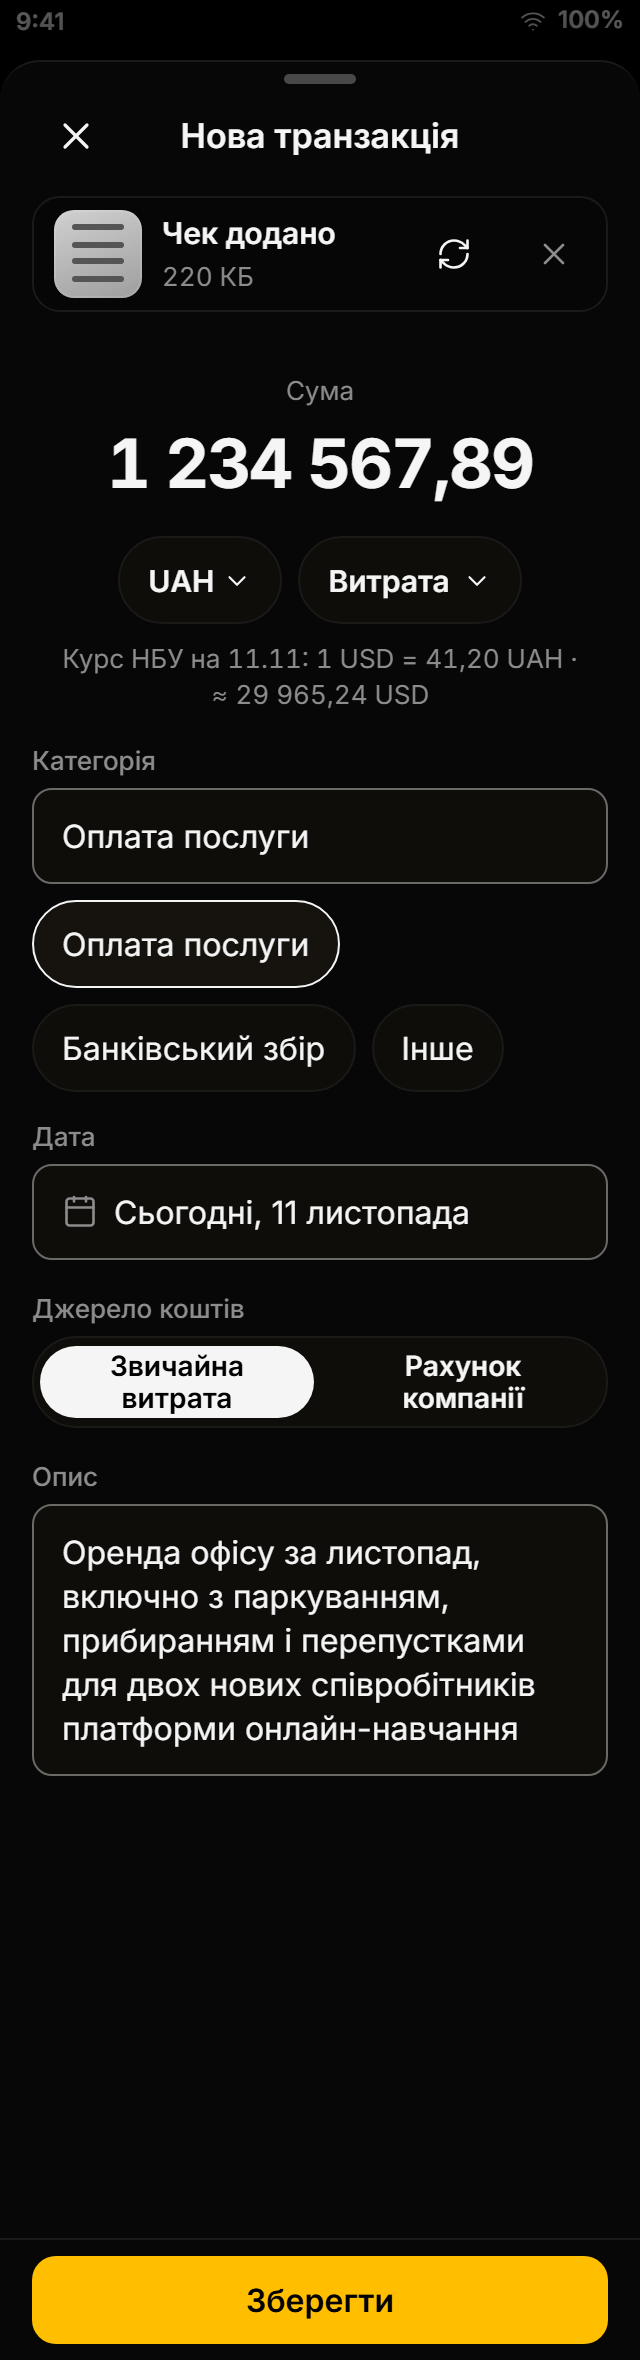 9:41
100%
Нова транзакція
Чек додано
220 КБ
Сума
1 234 567,89
UAH
Витрата
Курс НБУ на 11.11: 1 USD = 41,20 UAH ·
≈ 29 965,24 USD
Категорія
Оплата послуги
Оплата послуги
Банківський збір
Інше
Дата
Сьогодні, 11 листопада
Джерело коштів
Звичайна
витрата
Рахунок
компанії
Опис
Оренда офісу за листопад,
включно з паркуванням,
прибиранням і перепустками
для двох нових співробітників
платформи онлайн-навчання
Зберегти